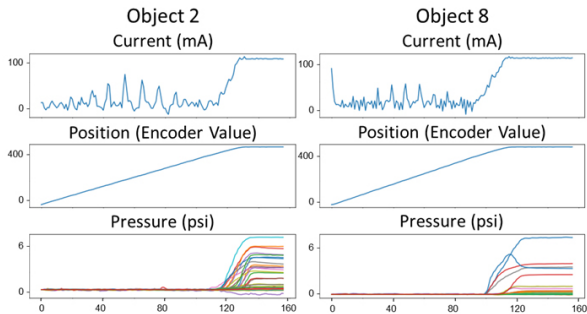 Object 2
Object 8
Current (mA)
Current (mA)
100
0
100
0
Position (Encoder Value)
Position (Encoder Value)
400
0
400
0
Pressure (psi)
Pressure (psi)
6
0
0 40 80 120 160
6
0
0 40 80 120 160